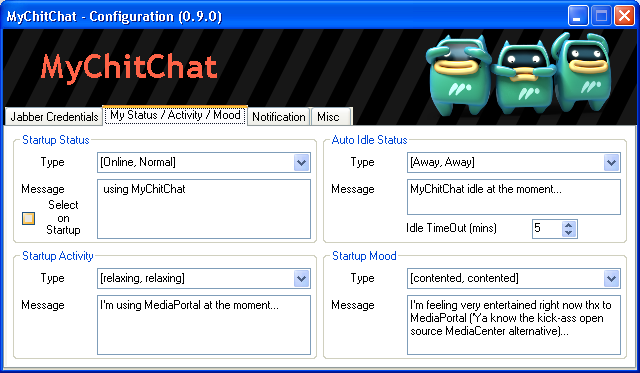 MyChitChat - Configuration (0.9.0)
MyChitChat
Jabber Credentials
My Status / Activity / Mood
Notification
Misc
Startup Status
Type
[Online, Normal]
Message
using MyChitChat
Select
on
Startup
Auto Idle Status
Type
[Away, Away]
Message
MyChitChat idle at the moment...
Idle TimeOut (mins)
5
Startup Activity
Type
[relaxing, relaxing]
Message
I'm using MediaPortal at the moment...
Startup Mood
Type
[contented, contented]
Message
I'm feeling very entertained right now thx to
MediaPortal ("Ya know the kick-ass open
source MediaCenter alternative)...